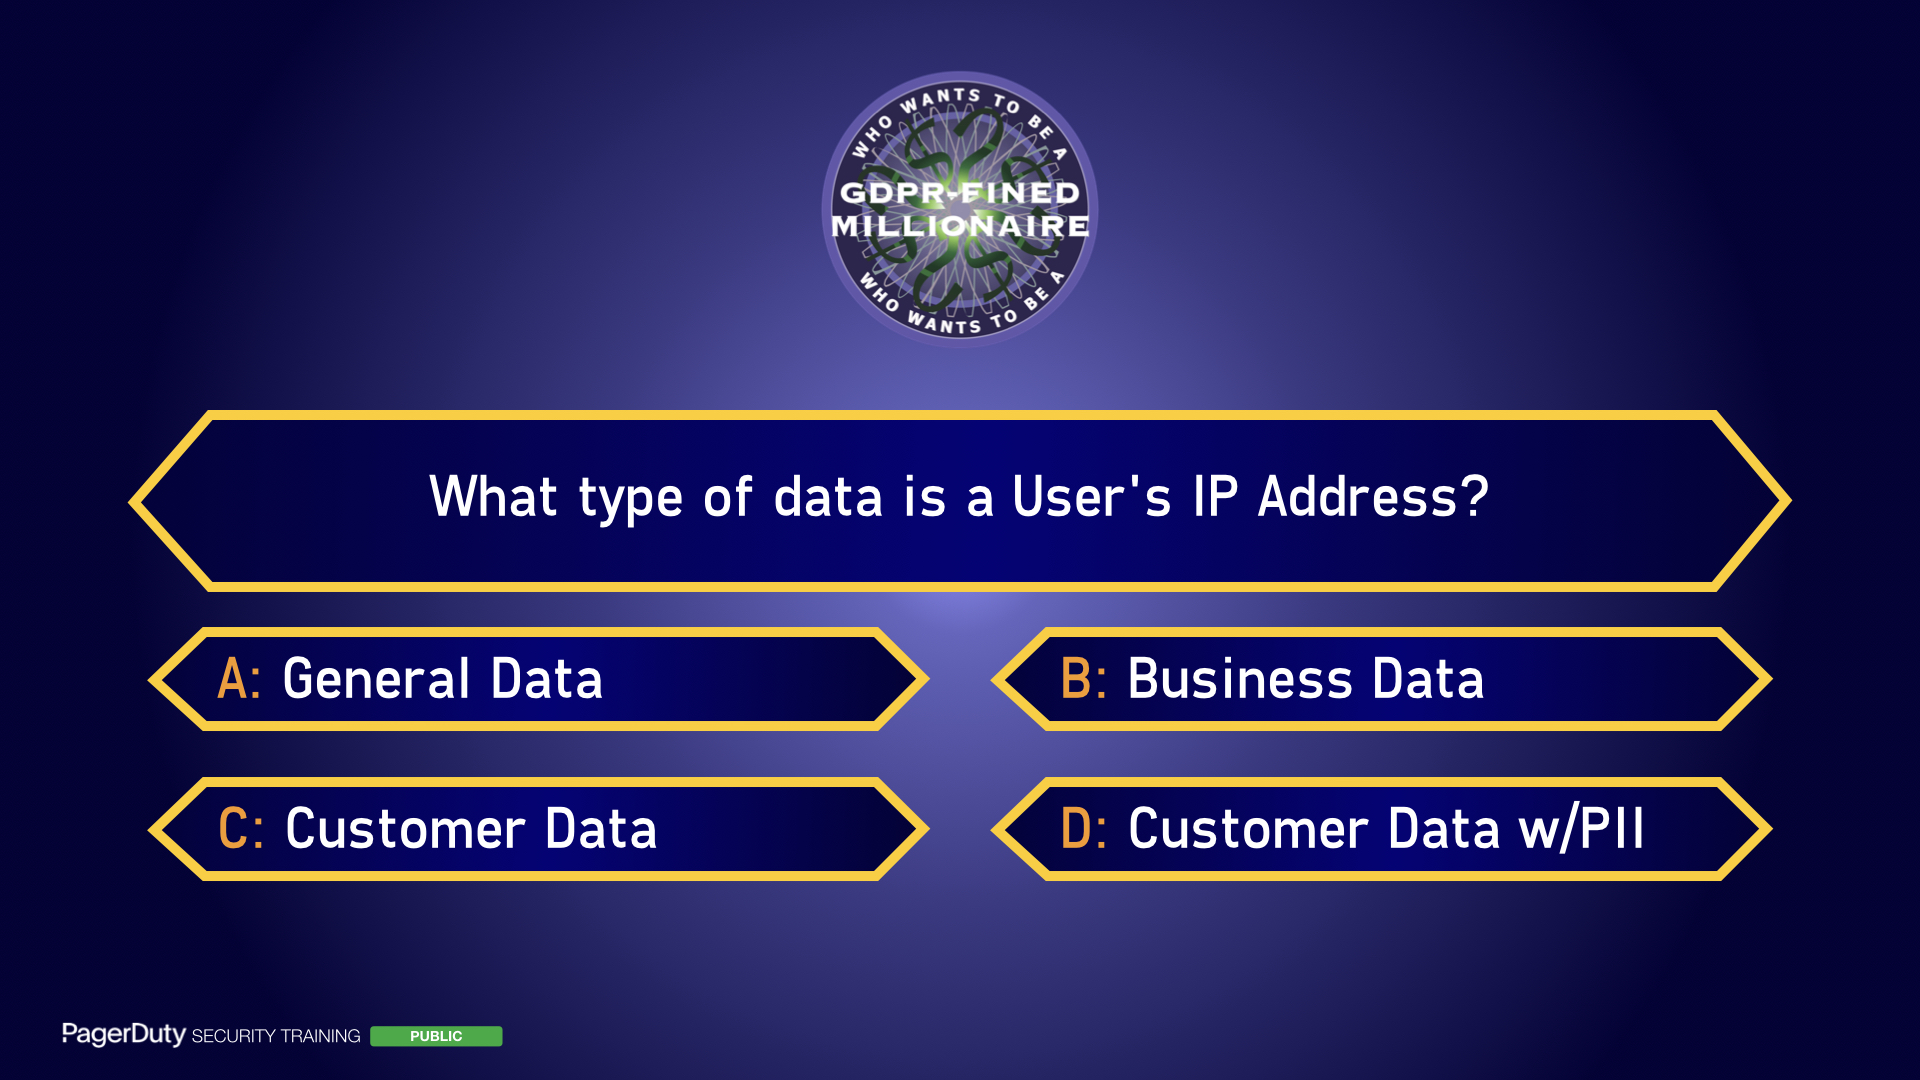 WHO WANTS TO BE A
GDPR-FINED
MILLIONAIRE
WHO WANTS TO BE A
What type of data is a User's IP Address?
A: General Data
B: Business Data
C: Customer Data
D: Customer Data w/PII
PagerDuty SECURITY TRAINING PUBLIC